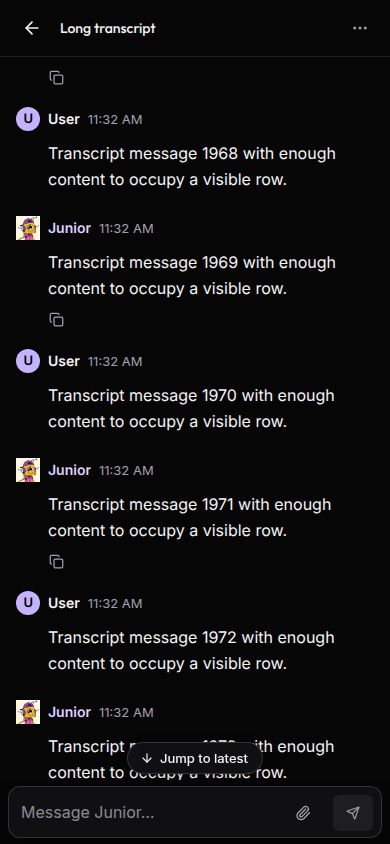 Long transcript
U User 11:32 AM
Transcript message 1968 with enough
content to occupy a visible row.
Junior 11:32 AM
Transcript message 1969 with enough
content to occupy a visible row.
U User 11:32 AM
Transcript message 1970 with enough
content to occupy a visible row.
Junior 11:32 AM
Transcript message 1971 with enough
content to occupy a visible row.
U User 11:32 AM
Transcript message 1972 with enough
content to occupy a visible row.
Junior 11:32 AM
Transcript with enough
Jump to latest
content to occupy a visible row.
Message Junior...